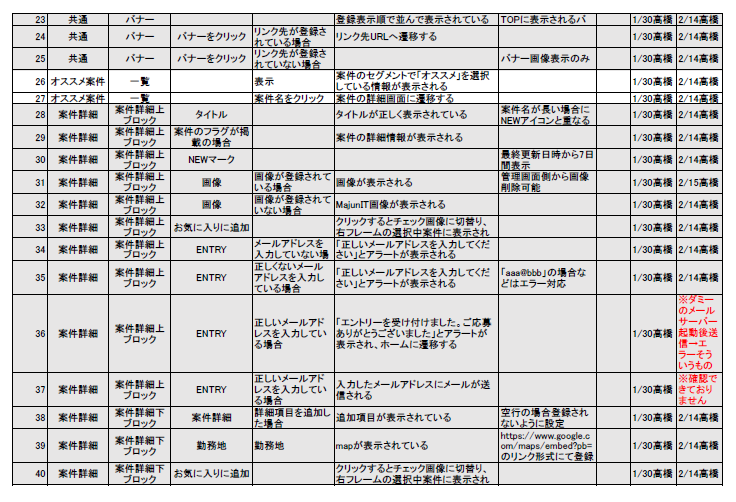 23 共通 バナー 登録表示順で並んで表示されている TOPに表示されるバ 1/30高橋 2/14高橋
24 共通 バナー バナーをクリック リンク先が登録さ
れている場合 リンク先URLへ遷移する 1/30高橋 2/14高橋
25 共通 バナー バナーをクリック リンク先が登録さ
れていない場合 バナー画像表示のみ 1/30高橋 2/14高橋
26 オススメ案件 一覧 表示 案件のセグメントで「オススメ」を選択
している情報が表示される 1/30高橋 2/14高橋
27 オススメ案件 一覧 案件名をクリック 案件の詳細画面に遷移する 1/30高橋 2/14高橋
28 案件詳細 案件詳細上
ブロック タイトル タイトルが正しく表示されている 案件名が長い場合に
NEWアイコンと重なる 1/30高橋 2/14高橋
29 案件詳細 案件詳細上
ブロック 案件のフラグが掲
載の場合 案件の詳細情報が表示される 1/30高橋 2/14高橋
30 案件詳細 案件詳細上
ブロック NEWマーク 最終更新日時から7日
間表示 1/30高橋 2/14高橋
31 案件詳細 案件詳細上
ブロック 画像 画像が登録されて
いる場合 画像が表示される 管理画面側から画像
削除可能 1/30高橋 2/15高橋
32 案件詳細 案件詳細上
ブロック 画像 画像が登録されて
いない場合 MajunIT画像が表示される 1/30高橋 2/14高橋
33 案件詳細 案件詳細上
ブロック お気に入りに追加 クリックするとチェック画像に切替り、
右フレームの選択中案件に表示され 1/30高橋 2/14高橋
34 案件詳細 案件詳細上
ブロック ENTRY メールアドレスを
入力していない場 「正しいメールアドレスを入力してくだ
さい」とアラートが表示される 1/30高橋 2/14高橋
35 案件詳細 案件詳細上
ブロック ENTRY 正しくないメール
アドレスを入力し
ている場合 「正しいメールアドレスを入力してくだ
さい」とアラートが表示される 「aaa@bbb」の場合な
どはエラー対応 1/30高橋 2/14高橋
36 案件詳細 案件詳細上
ブロック ENTRY 正しいメールアド
レスを入力してい
る場合 「エントリーを受け付けました。ご応募
ありがとうございました」とアラートが
表示され、ホームに遷移する 1/30高橋 ※ダミー
のメール
サーバー
起動後送
信→エ
ラーそう
いうもの
37 案件詳細 案件詳細上
ブロック ENTRY 正しいメールアド
レスを入力してい
る場合 入力したメールアドレスにメールが送
信される 1/30高橋 ※確認で
きており
ません
38 案件詳細 案件詳細下
ブロック 案件詳細 詳細項目を追加し
た場合 追加項目が表示されている 空行の場合登録され
ないように設定 1/30高橋 2/14高橋
39 案件詳細 案件詳細下
ブロック 勤務地 勤務地 mapが表示されている https://www.google.c
om/maps/embed?pb=
のリンク形式にて登録 1/30高橋 2/14高橋
40 案件詳細 案件詳細下
ブロック お気に入りに追加 クリックするとチェック画像に切替り、
右フレームの選択中案件に表示され 1/30高橋 2/14高橋